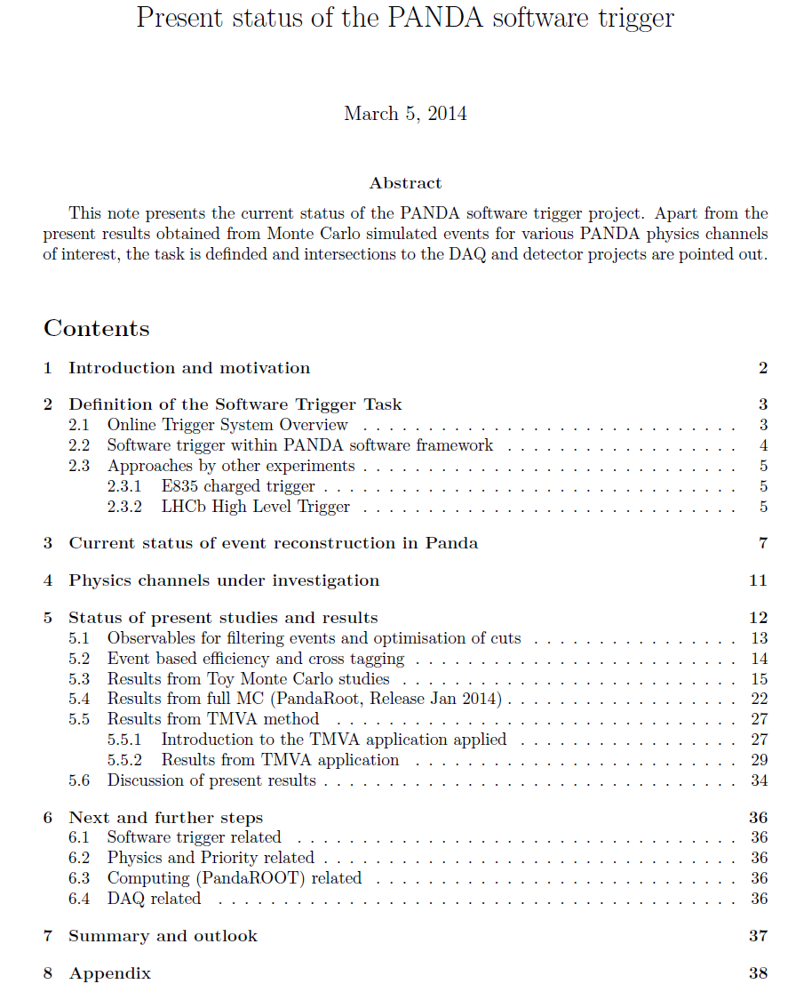 Present status of the PANDA software trigger
March 5, 2014
Abstract
This note presents the current status of the PANDA software trigger project. Apart from the
present results obtained from Monte Carlo simulated events for various PANDA physics channels
of interest, the task is definded and intersections to the DAQ and detector projects are pointed out.
Contents
1 Introduction and motivation 2
2 Definition of the Software Trigger Task 3
2.1 Online Trigger System Overview . . . . . . . . . . . . . . . . . . . . . . . . . . . . . 3
2.2 Software trigger within PANDA software framework . . . . . . . . . . . . . . . . . . 4
2.3 Approaches by other experiments . . . . . . . . . . . . . . . . . . . . . . . . . . . . . 5
2.3.1 E835 charged trigger . . . . . . . . . . . . . . . . . . . . . . . . . . . . . . . . 5
2.3.2 LHCb High Level Trigger . . . . . . . . . . . . . . . . . . . . . . . . . . . . . 5
3 Current status of event reconstruction in Panda 7
4 Physics channels under investigation 11
5 Status of present studies and results 12
5.1 Observables for filtering events and optimisation of cuts . . . . . . . . . . . . . . . . 13
5.2 Event based efficiency and cross tagging . . . . . . . . . . . . . . . . . . . . . . . . . 14
5.3 Results from Toy Monte Carlo studies . . . . . . . . . . . . . . . . . . . . . . . . . . 15
5.4 Results from full MC (PandaRoot, Release Jan 2014) . . . . . . . . . . . . . . . . . . 22
5.5 Results from TMVA method . . . . . . . . . . . . . . . . . . . . . . . . . . . . . . . 27
5.5.1 Introduction to the TMVA application applied . . . . . . . . . . . . . . . . . 27
5.5.2 Results from TMVA application . . . . . . . . . . . . . . . . . . . . . . . . . 29
5.6 Discussion of present results . . . . . . . . . . . . . . . . . . . . . . . . . . . . . . . . 34
6 Next and further steps 36
6.1 Software trigger related . . . . . . . . . . . . . . . . . . . . . . . . . . . . . . . . . . 36
6.2 Physics and Priority related . . . . . . . . . . . . . . . . . . . . . . . . . . . . . . . . 36
6.3 Computing (PandaROOT) related . . . . . . . . . . . . . . . . . . . . . . . . . . . . 36
6.4 DAQ related . . . . . . . . . . . . . . . . . . . . . . . . . . . . . . . . . . . . . . . . 36
7 Summary and outlook 37
8 Appendix 38